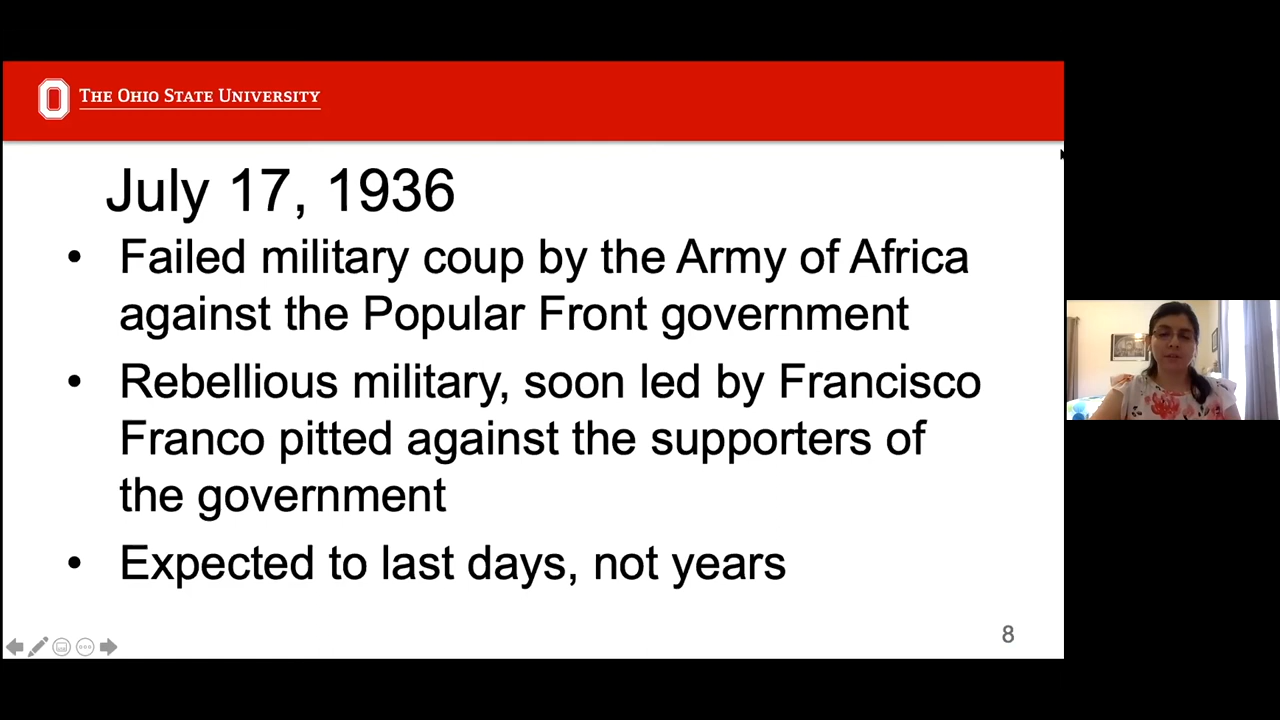 THE OHIO STATE UNIVERSITY
July 17, 1936
• Failed military coup by the Army of Africa
against the Popular Front government
• Rebellious military, soon led by Francisco
Franco pitted against the supporters of
the government
• Expected to last days, not years
8